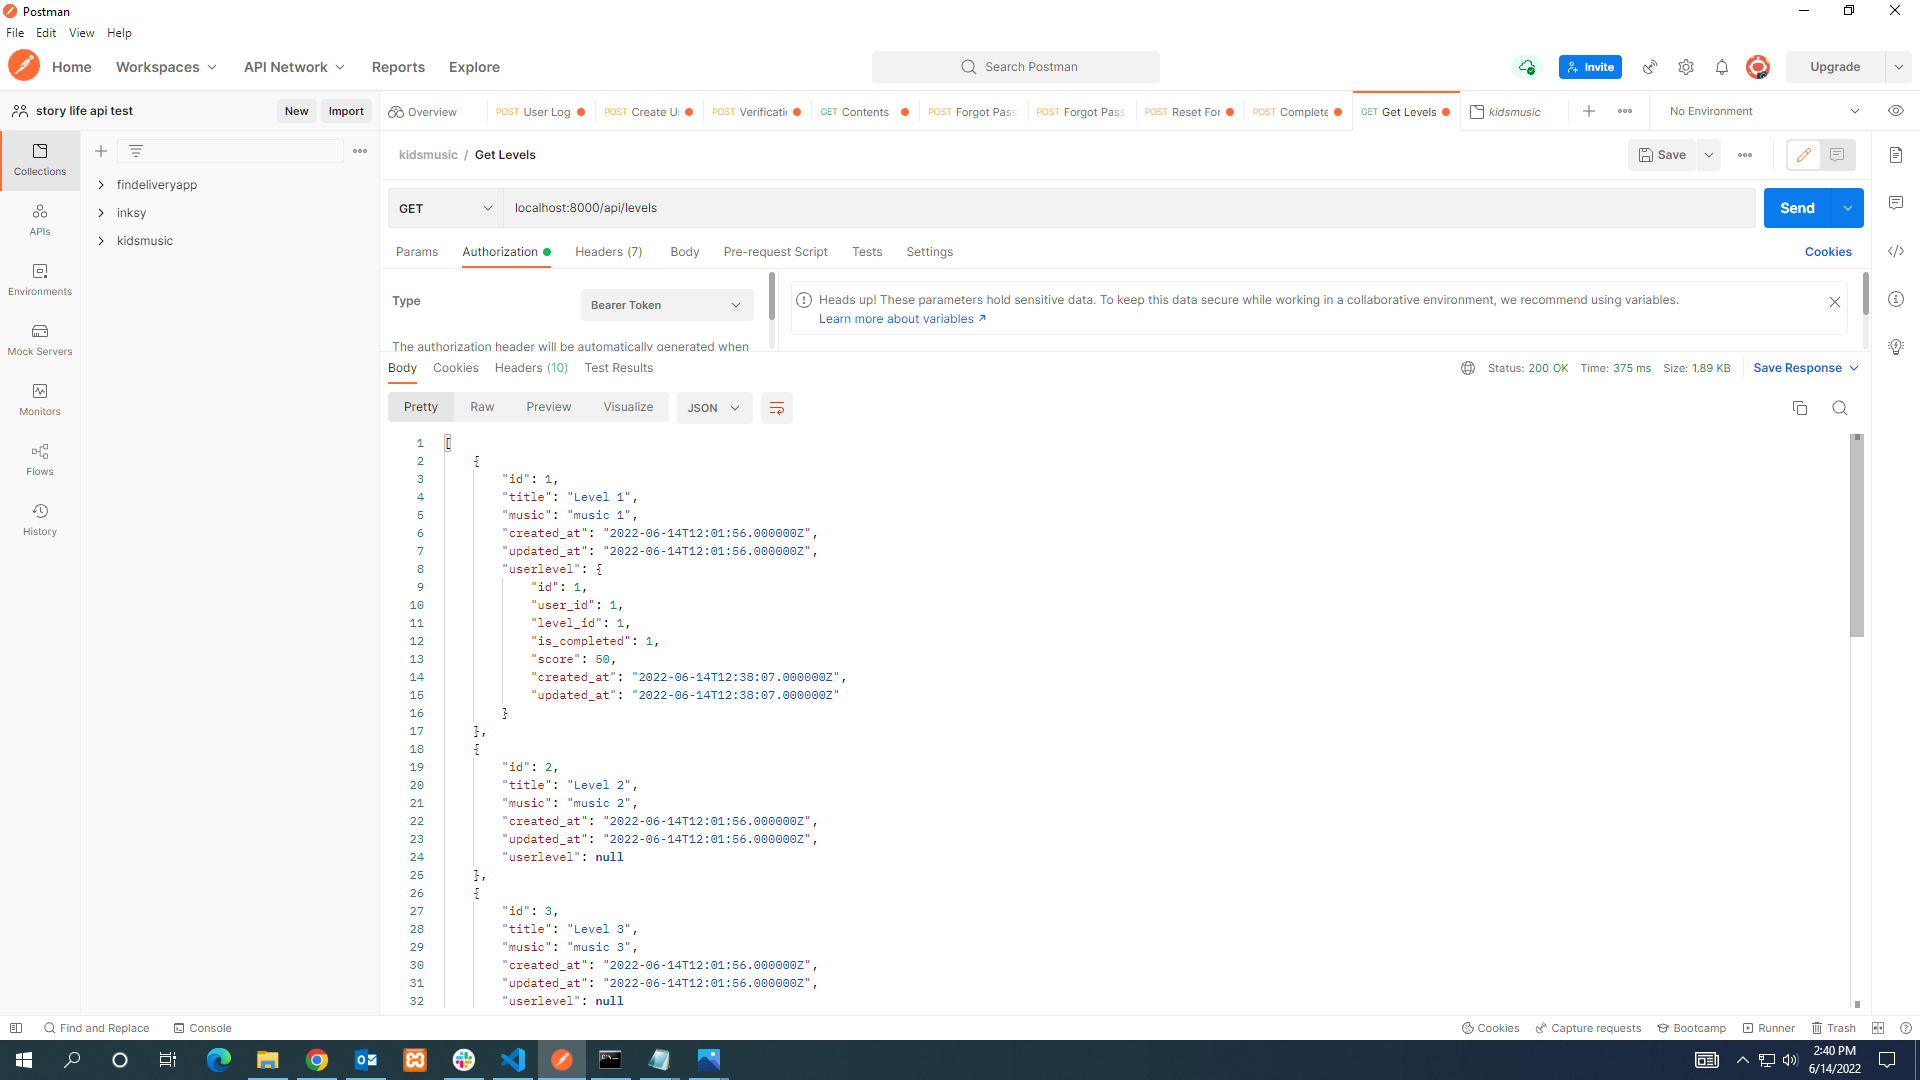 Postman
File Edit View Help
Home Workspaces API Network Reports Explore Search Postman Invite Upgrade
story life api test New Import Overview POST User Log POST Create Us POST Verificatic GET Contents POST Forgot Pass POST Forgot Pass POST Reset For POST Complete GET Get Levels kidsmusic No Environment
Collections
APIs
Environments
Mock Servers
Monitors
Flows
History
findeliveryapp
inksy
kidsmusic
kidsmusic / Get Levels Save
GET localhost:8000/api/levels Send
Params Authorization Headers (7) Body Pre-request Script Tests Settings Cookies
Type Bearer Token
The authorization header will be automatically generated when
Heads up! These parameters hold sensitive data. To keep this data secure while working in a collaborative environment, we recommend using variables.
Learn more about variables ↗
Body Cookies Headers (10) Test Results Status: 200 OK Time: 375 ms Size: 1.89 KB Save Response
Pretty Raw Preview Visualize JSON
1 [
2 {
3 "id": 1,
4 "title": "Level 1",
5 "music": "music 1",
6 "created_at": "2022-06-14T12:01:56.000000Z",
7 "updated_at": "2022-06-14T12:01:56.000000Z",
8 "userlevel": {
9 "id": 1,
10 "user_id": 1,
11 "level_id": 1,
12 "is_completed": 1,
13 "score": 50,
14 "created_at": "2022-06-14T12:38:07.000000Z",
15 "updated_at": "2022-06-14T12:38:07.000000Z"
16 }
17 },
18 {
19 "id": 2,
20 "title": "Level 2",
21 "music": "music 2",
22 "created_at": "2022-06-14T12:01:56.000000Z",
23 "updated_at": "2022-06-14T12:01:56.000000Z",
24 "userlevel": null
25 },
26 {
27 "id": 3,
28 "title": "Level 3",
29 "music": "music 3",
30 "created_at": "2022-06-14T12:01:56.000000Z",
31 "updated_at": "2022-06-14T12:01:56.000000Z",
32 "userlevel": null
Find and Replace Console Cookies Capture requests Bootcamp Runner Trash
2:40 PM
6/14/2022